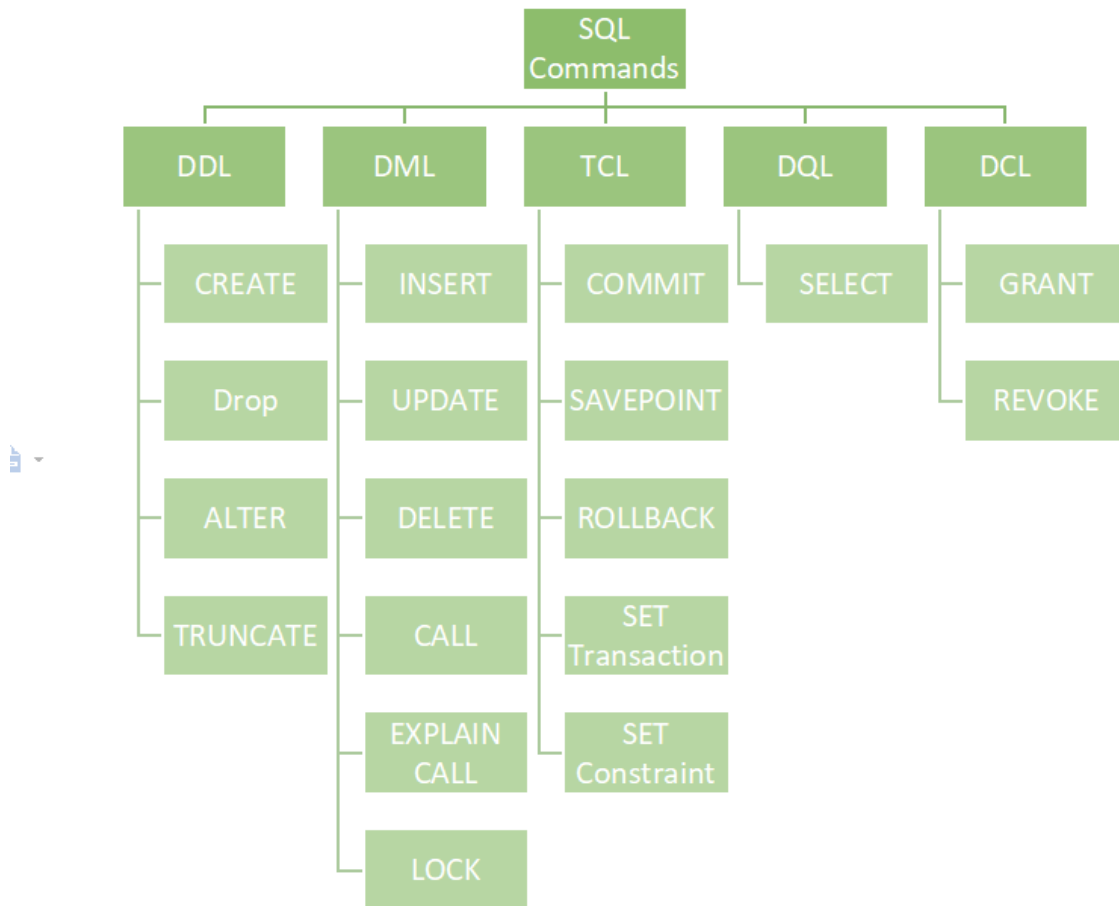 SQL
Commands
DDL
DML
TCL
DQL
DCL
CREATE
INSERT
COMMIT
SELECT
GRANT
Drop
UPDATE
SAVEPOINT
REVOKE
ALTER
DELETE
ROLLBACK
TRUNCATE
CALL
SET
Transaction
EXPLAIN
CALL
SET
Constraint
LOCK